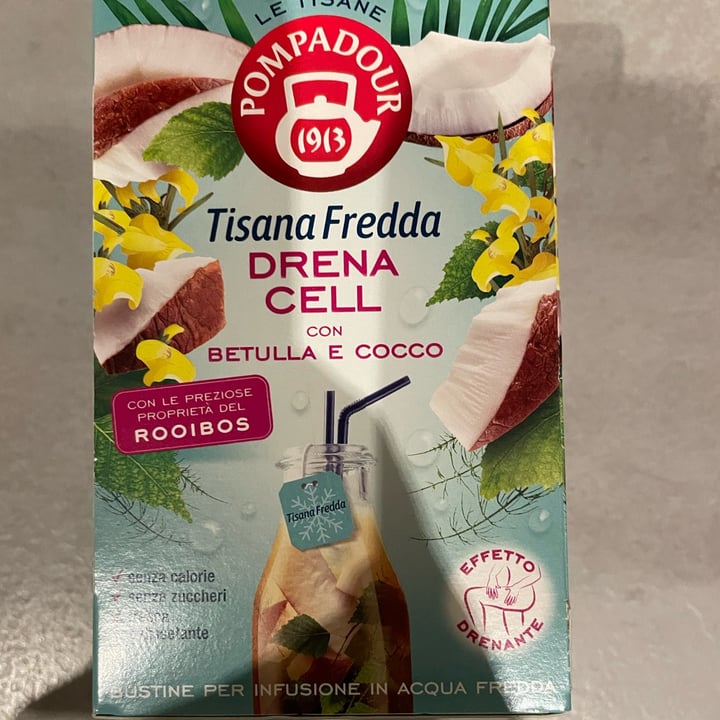 LE TISANE
POMPADOUR
1913
Tisana Fredda
DRENA
CELL
CON
BETULLA E COCCO
CON LE PREZIOSE
PROPRIETÀ DEL
ROOIBOS
Tisana Fredda
senza calorie
senza zuccheri
EFFETTO
DRENANTE
BUSTINE PER INFUSIONE IN ACQUA FREDDA